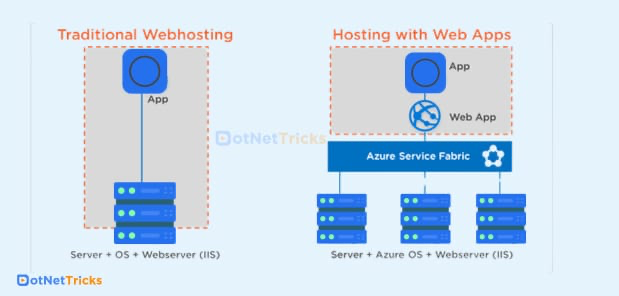 Traditional Webhosting
App
Server + OS + Webserver (IIS)
Hosting with Web Apps
App
Web App
Azure Service Fabric
Server + Azure OS + Webserver (IIS)
DotNetTricks
DotNetTricks